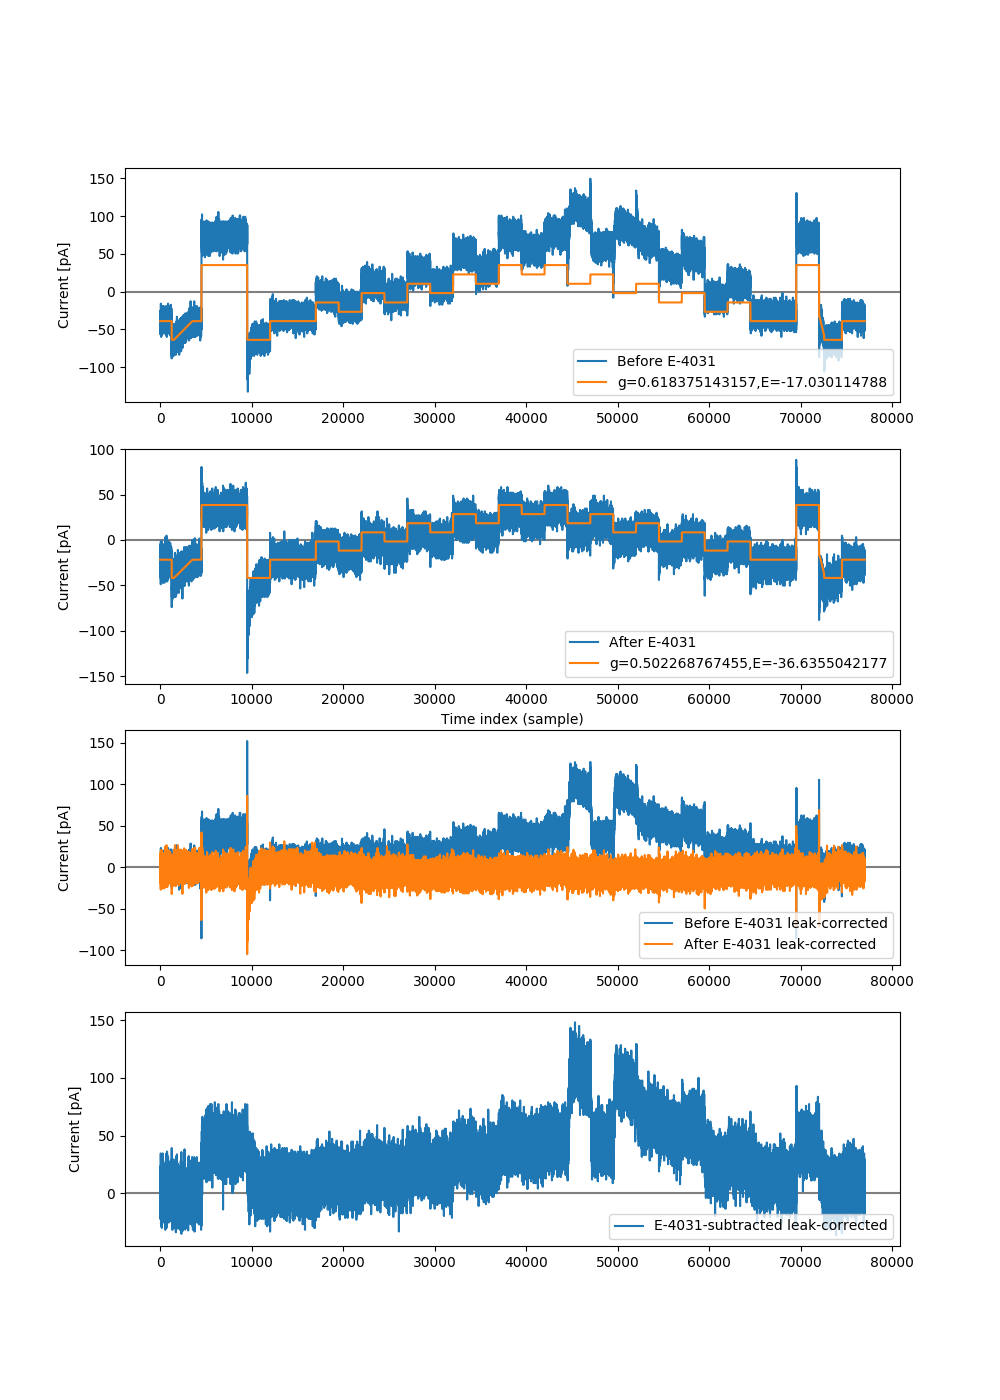 150
100
50
0
−50
−100
Current [pA]
Before E-4031
g=0.618375143157,E=-17.030114788
0 10000 20000 30000 40000 50000 60000 70000 80000
100
50
0
−50
−100
−150
Current [pA]
After E-4031
g=0.502268767455,E=-36.6355042177
0 10000 20000 30000 40000 50000 60000 70000 80000
Time index (sample)
150
100
50
0
−50
−100
Current [pA]
Before E-4031 leak-corrected
After E-4031 leak-corrected
0 10000 20000 30000 40000 50000 60000 70000 80000
150
100
50
0
Current [pA]
E-4031-subtracted leak-corrected
0 10000 20000 30000 40000 50000 60000 70000 80000